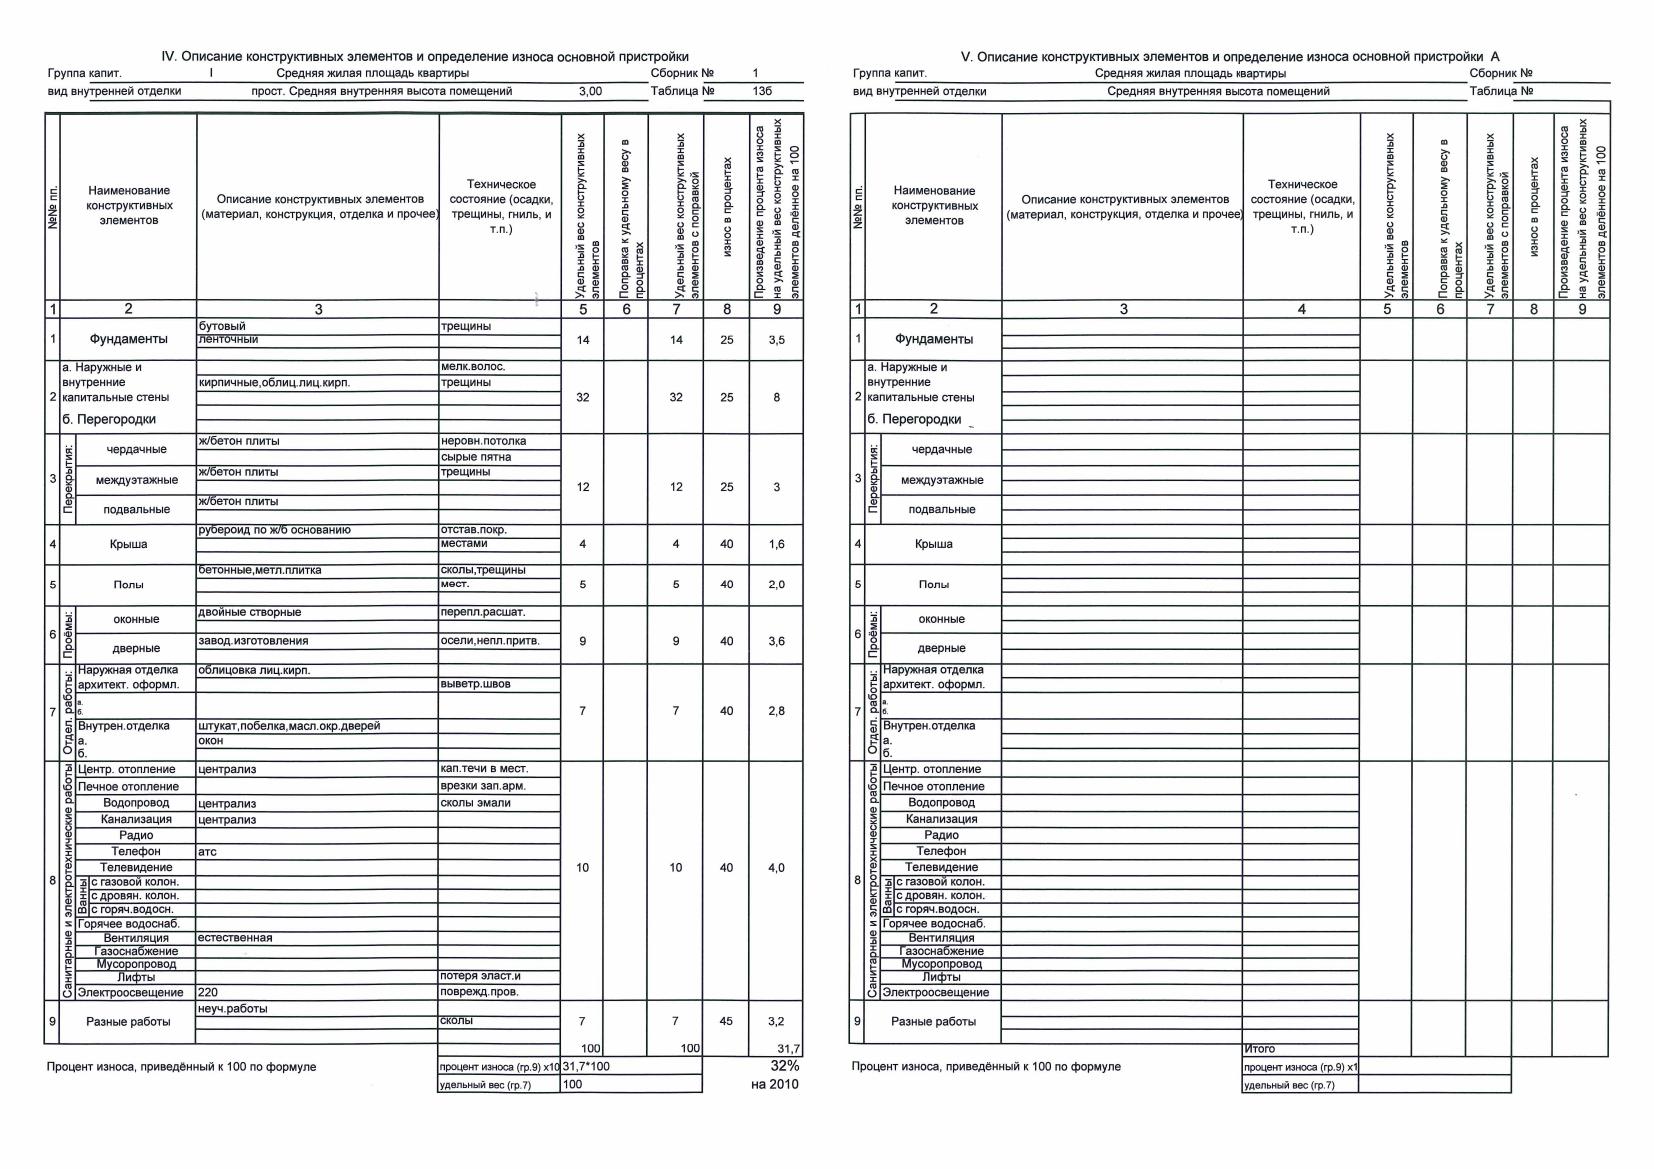 IV. Описание конструктивных элементов и определение износа основной пристройки
Группа капит. I Средняя жилая площадь квартиры Сборник № 1
вид внутренней отделки прост. Средняя внутренняя высота помещений 3,00 Таблица № 13б
№№ пп.
Наименование конструктивных элементов
Описание конструктивных элементов (материал, конструкция, отделка и прочее)
Техническое состояние (осадки, трещины, гниль, и т.п.)
Удельный вес конструктивных элементов
Поправка к удельному весу в процентах
Удельный вес конструктивных элементов с поправкой
износ в процентах
Произведение процента износа на удельный вес конструктивных элементов делённое на 100
1 2 3 5 6 7 8 9
1 Фундаменты бутовый трещины
ленточный 14 14 25 3,5
а. Наружные и мелк.волос.
внутренние кирпичные,облиц.лиц.кирп. трещины
2 капитальные стены 32 32 25 8
б. Перегородки
3 Перекрытия:
чердачные ж/бетон плиты неровн.потолка
сырые пятна
междуэтажные ж/бетон плиты трещины
12 12 25 3
подвальные ж/бетон плиты
4 Крыша рубероид по ж/б основанию отстав.покр.
местами 4 4 40 1,6
5 Полы бетонные,метл.плитка сколы,трещины
мест. 5 5 40 2,0
6 Проёмы:
оконные двойные створные перепл.расшат.
дверные завод.изготовления осели,непл.притв. 9 9 40 3,6
7 Отдел. работы:
Наружная отделка облицовка лиц.кирп.
архитект. оформл. выветр.швов
а.
б.
7 7 40 2,8
Внутрен.отделка штукат,побелка,масл.окр.дверей
а. окон
б.
8 Санитарные и электротехнические работы
Центр. отопление централиз кап.течи в мест.
Печное отопление врезки зап.арм.
Водопровод централиз сколы эмали
Канализация централиз
Радио
Телефон атс
Телевидение 10 10 40 4,0
Ванны
с газовой колон.
с дровян. колон.
с горяч.водосн.
Горячее водоснаб.
Вентиляция естественная
Газоснабжение
Мусоропровод
Лифты потеря эласт.и
Электроосвещение 220 поврежд.пров.
9 Разные работы неуч.работы
сколы 7 7 45 3,2
100 100 31,7
Процент износа, приведённый к 100 по формуле процент износа (гр.9) х10 31,7*100 32%
удельный вес (гр.7) 100 на 2010
V. Описание конструктивных элементов и определение износа основной пристройки А
Группа капит. Средняя жилая площадь квартиры Сборник №
вид внутренней отделки Средняя внутренняя высота помещений Таблица №
№№ пп.
Наименование конструктивных элементов
Описание конструктивных элементов (материал, конструкция, отделка и прочее)
Техническое состояние (осадки, трещины, гниль, и т.п.)
Удельный вес конструктивных элементов
Поправка к удельному весу в процентах
Удельный вес конструктивных элементов с поправкой
износ в процентах
Произведение процента износа на удельный вес конструктивных элементов делённое на 100
1 2 3 4 5 6 7 8 9
1 Фундаменты
а. Наружные и
внутренние
2 капитальные стены
б. Перегородки
3 Перекрытия:
чердачные
междуэтажные
подвальные
4 Крыша
5 Полы
6 Проёмы:
оконные
дверные
7 Отдел. работы:
Наружная отделка
архитект. оформл.
а.
б.
Внутрен.отделка
а.
б.
8 Санитарные и электротехнические работы
Центр. отопление
Печное отопление
Водопровод
Канализация
Радио
Телефон
Телевидение
Ванны
с газовой колон.
с дровян. колон.
с горяч.водосн.
Горячее водоснаб.
Вентиляция
Газоснабжение
Мусоропровод
Лифты
Электроосвещение
9 Разные работы
Итого
Процент износа, приведённый к 100 по формуле процент износа (гр.9) х1
удельный вес (гр.7)